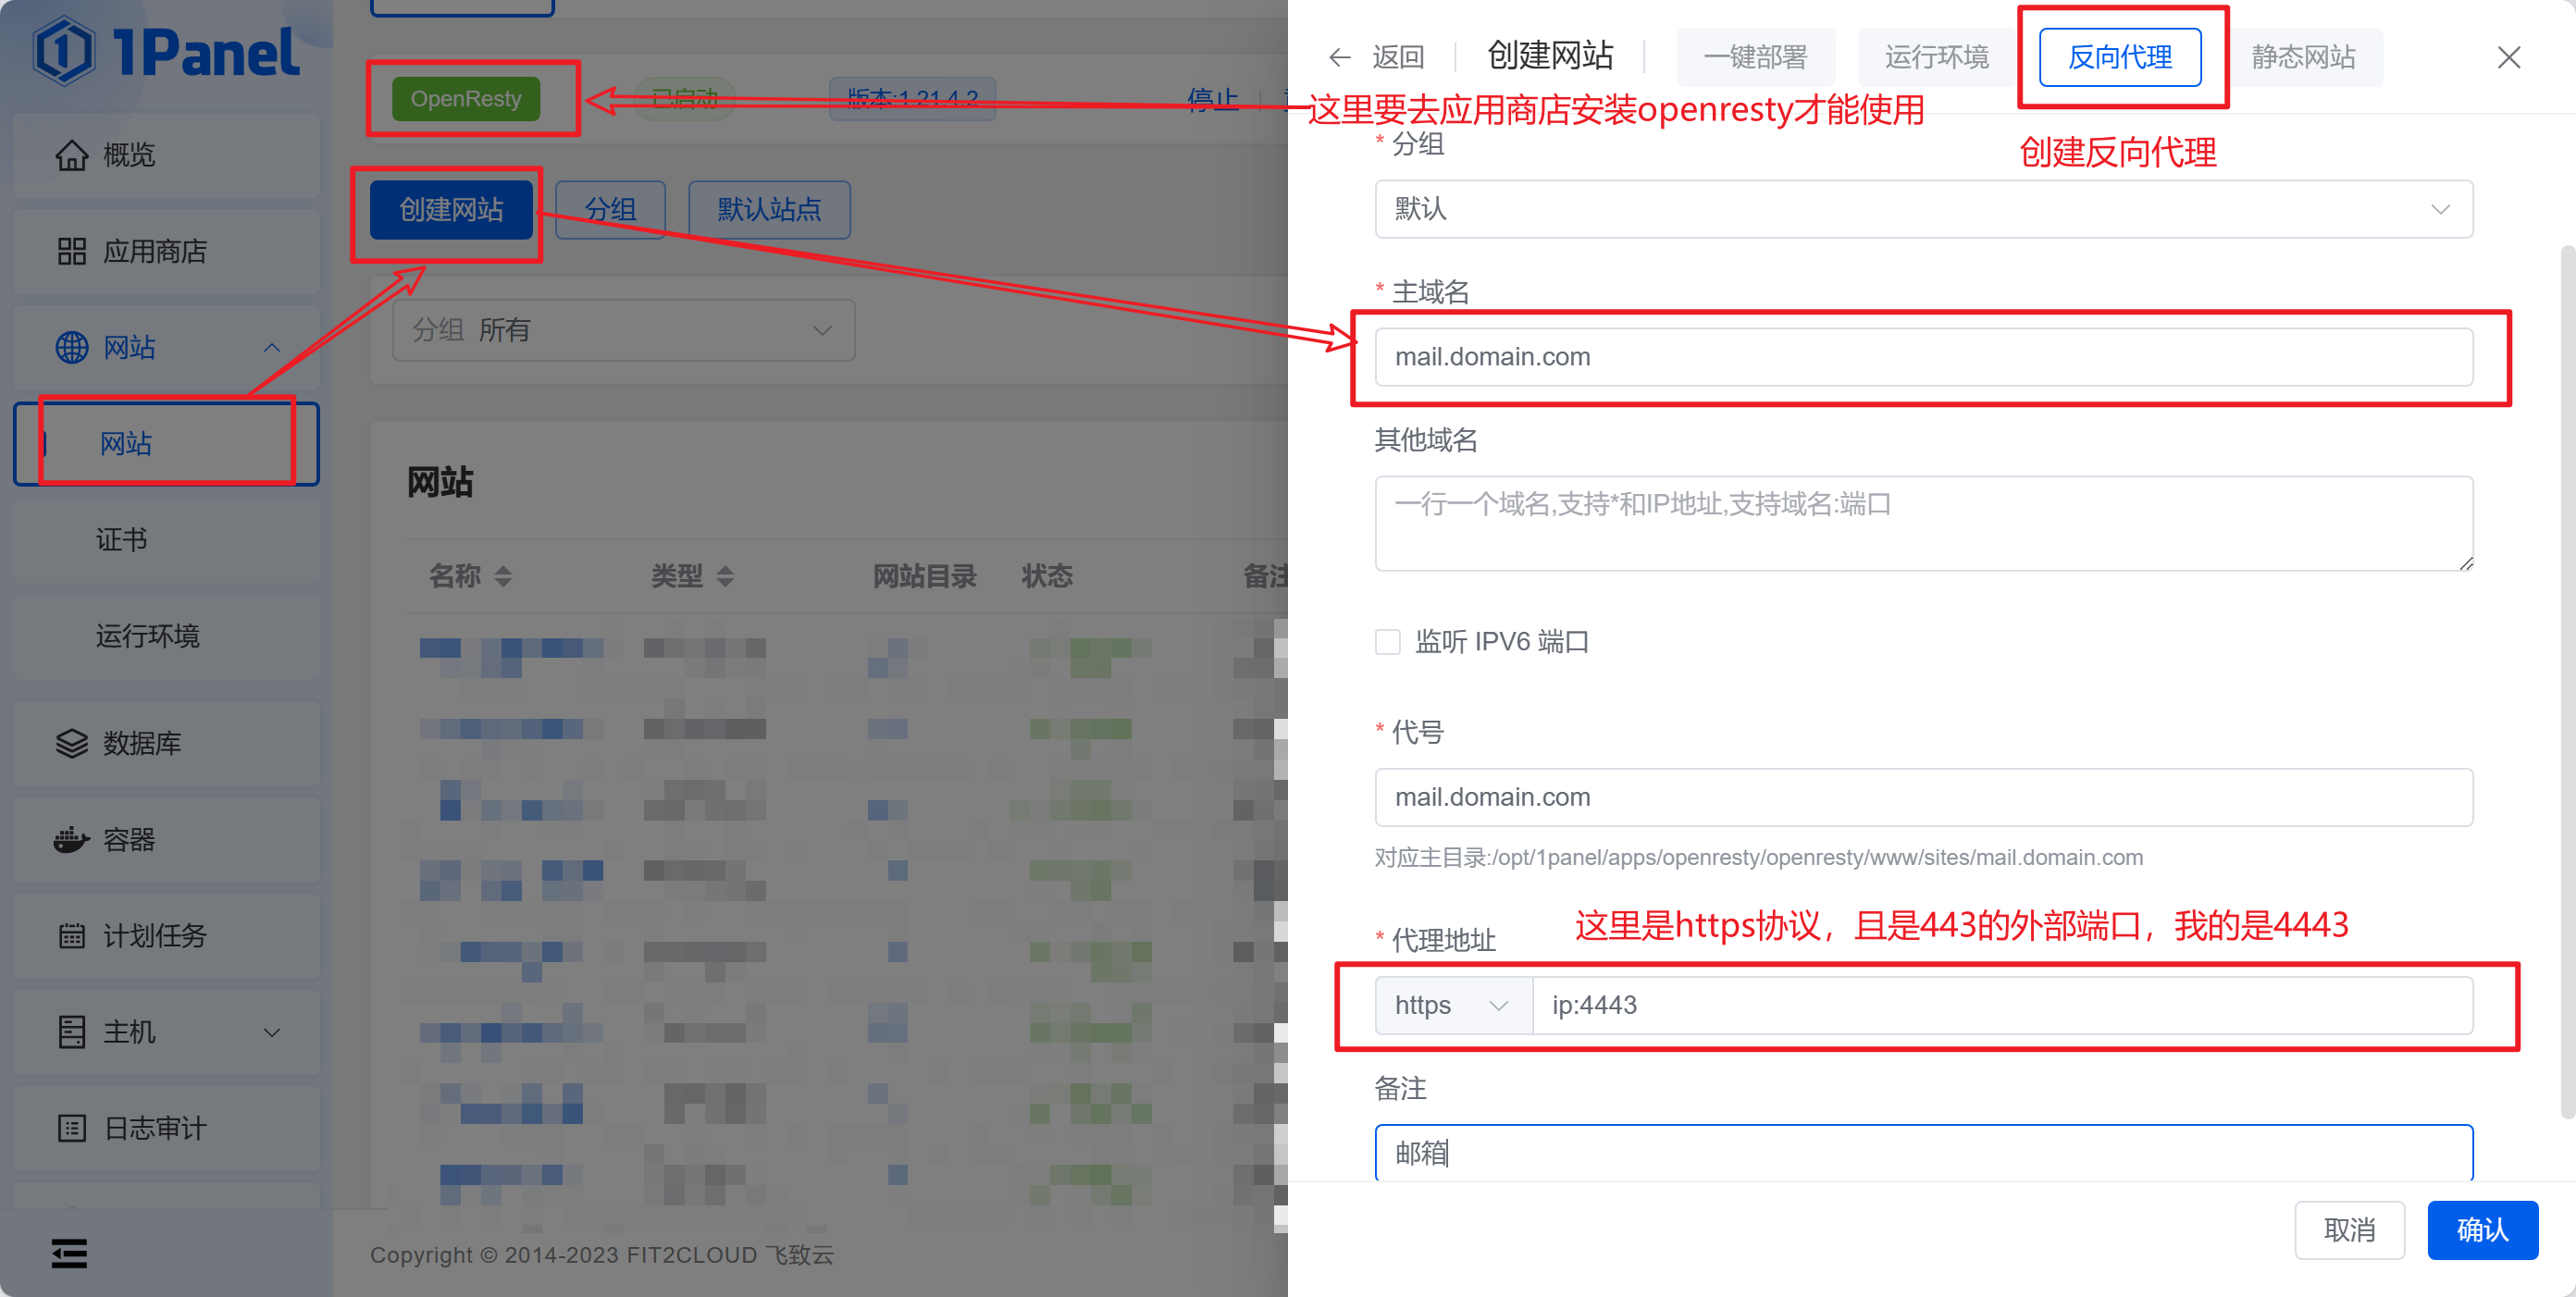 1Panel
概览
应用商店
网站
网站
证书
运行环境
数据库
容器
计划任务
主机
日志审计
OpenResty
已启动
版本:1.21.4.2
停止
创建网站
分组
默认站点
分组 所有
网站
名称
类型
网站目录
状态
备注
Copyright © 2014-2023 FIT2CLOUD 飞致云
返回
创建网站
一键部署
运行环境
反向代理
静态网站
这里要去应用商店安装openresty才能使用
创建反向代理
* 分组
默认
* 主域名
mail.domain.com
其他域名
一行一个域名,支持*和IP地址,支持域名:端口
监听 IPV6 端口
* 代号
mail.domain.com
对应主目录:/opt/1panel/apps/openresty/openresty/www/sites/mail.domain.com
这里是https协议，且是443的外部端口，我的是4443
* 代理地址
https
ip:4443
备注
邮箱
取消
确认